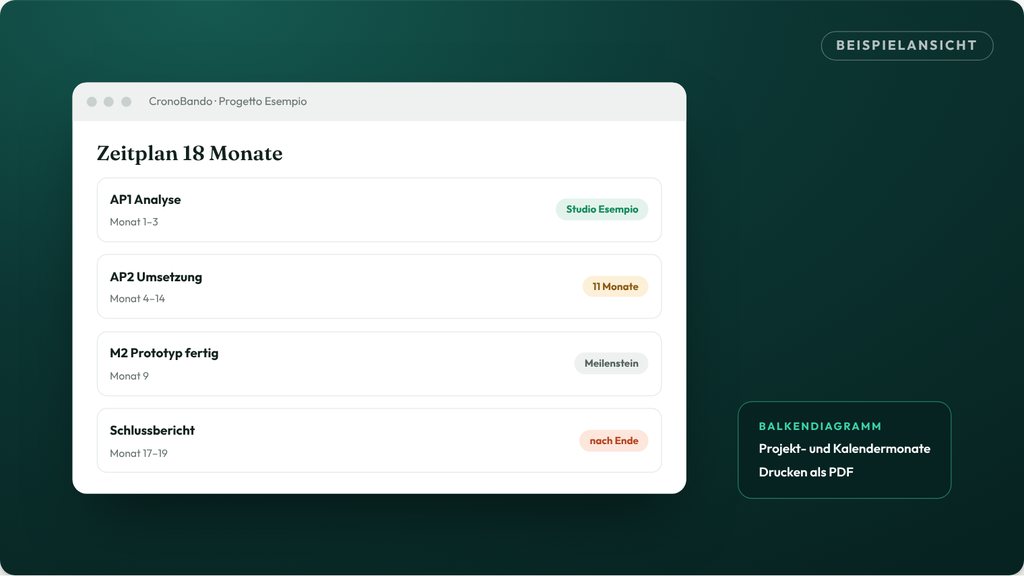 BEISPIELANSICHT
CronoBando · Progetto Esempio
Zeitplan 18 Monate
AP1 Analyse
Monat 1–3
Studio Esempio
AP2 Umsetzung
Monat 4–14
11 Monate
M2 Prototyp fertig
Monat 9
Meilenstein
Schlussbericht
Monat 17–19
nach Ende
BALKENDIAGRAMM
Projekt- und Kalendermonate
Drucken als PDF